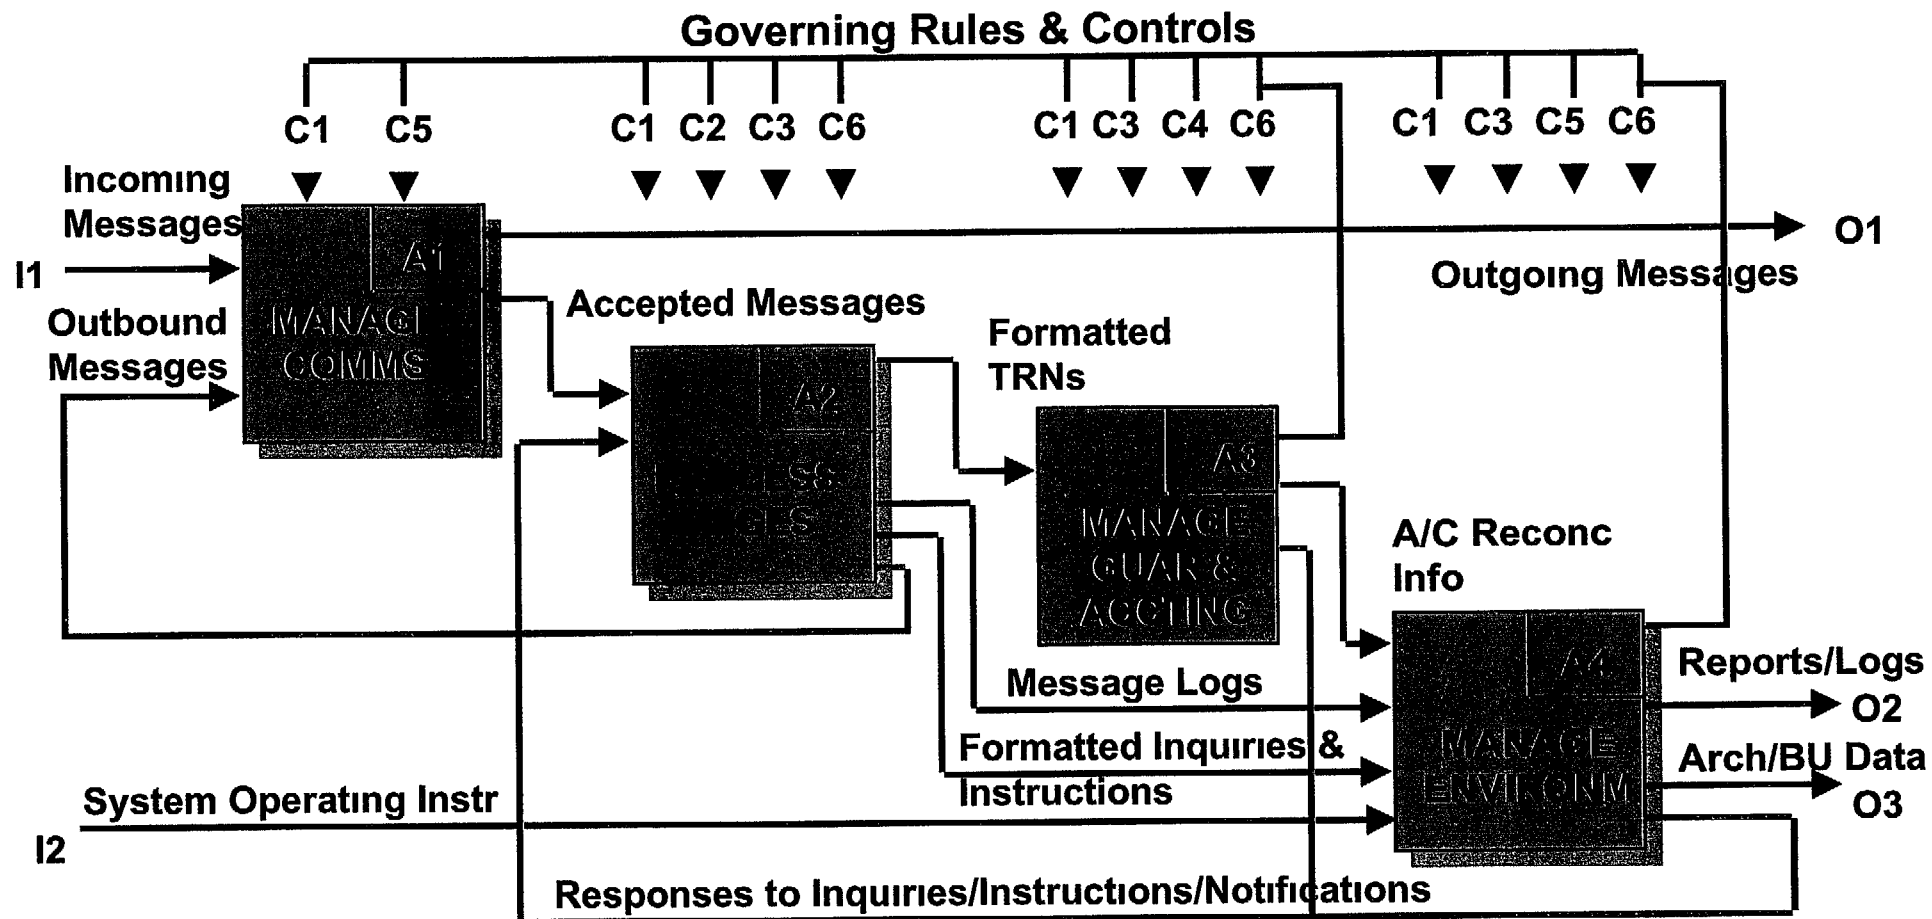 Governing Rules & Controls
C1 C5 C1 C2 C3 C6 C1 C3 C4 C6 C1 C3 C5 C6
Incoming
Messages
I1
Outbound
Messages
A1
MANAGE
COMMS
O1
Outgoing Messages
Accepted Messages
A2
Formatted
TRNs
A3
MANAGE
GUAR &
ACCTING
A/C Reconc
Info
A4
MANAGE
ENVIRONM
Reports/Logs
O2
Arch/BU Data
O3
Message Logs
Formatted Inquiries &
Instructions
System Operating Instr
I2
Responses to Inquiries/Instructions/Notifications